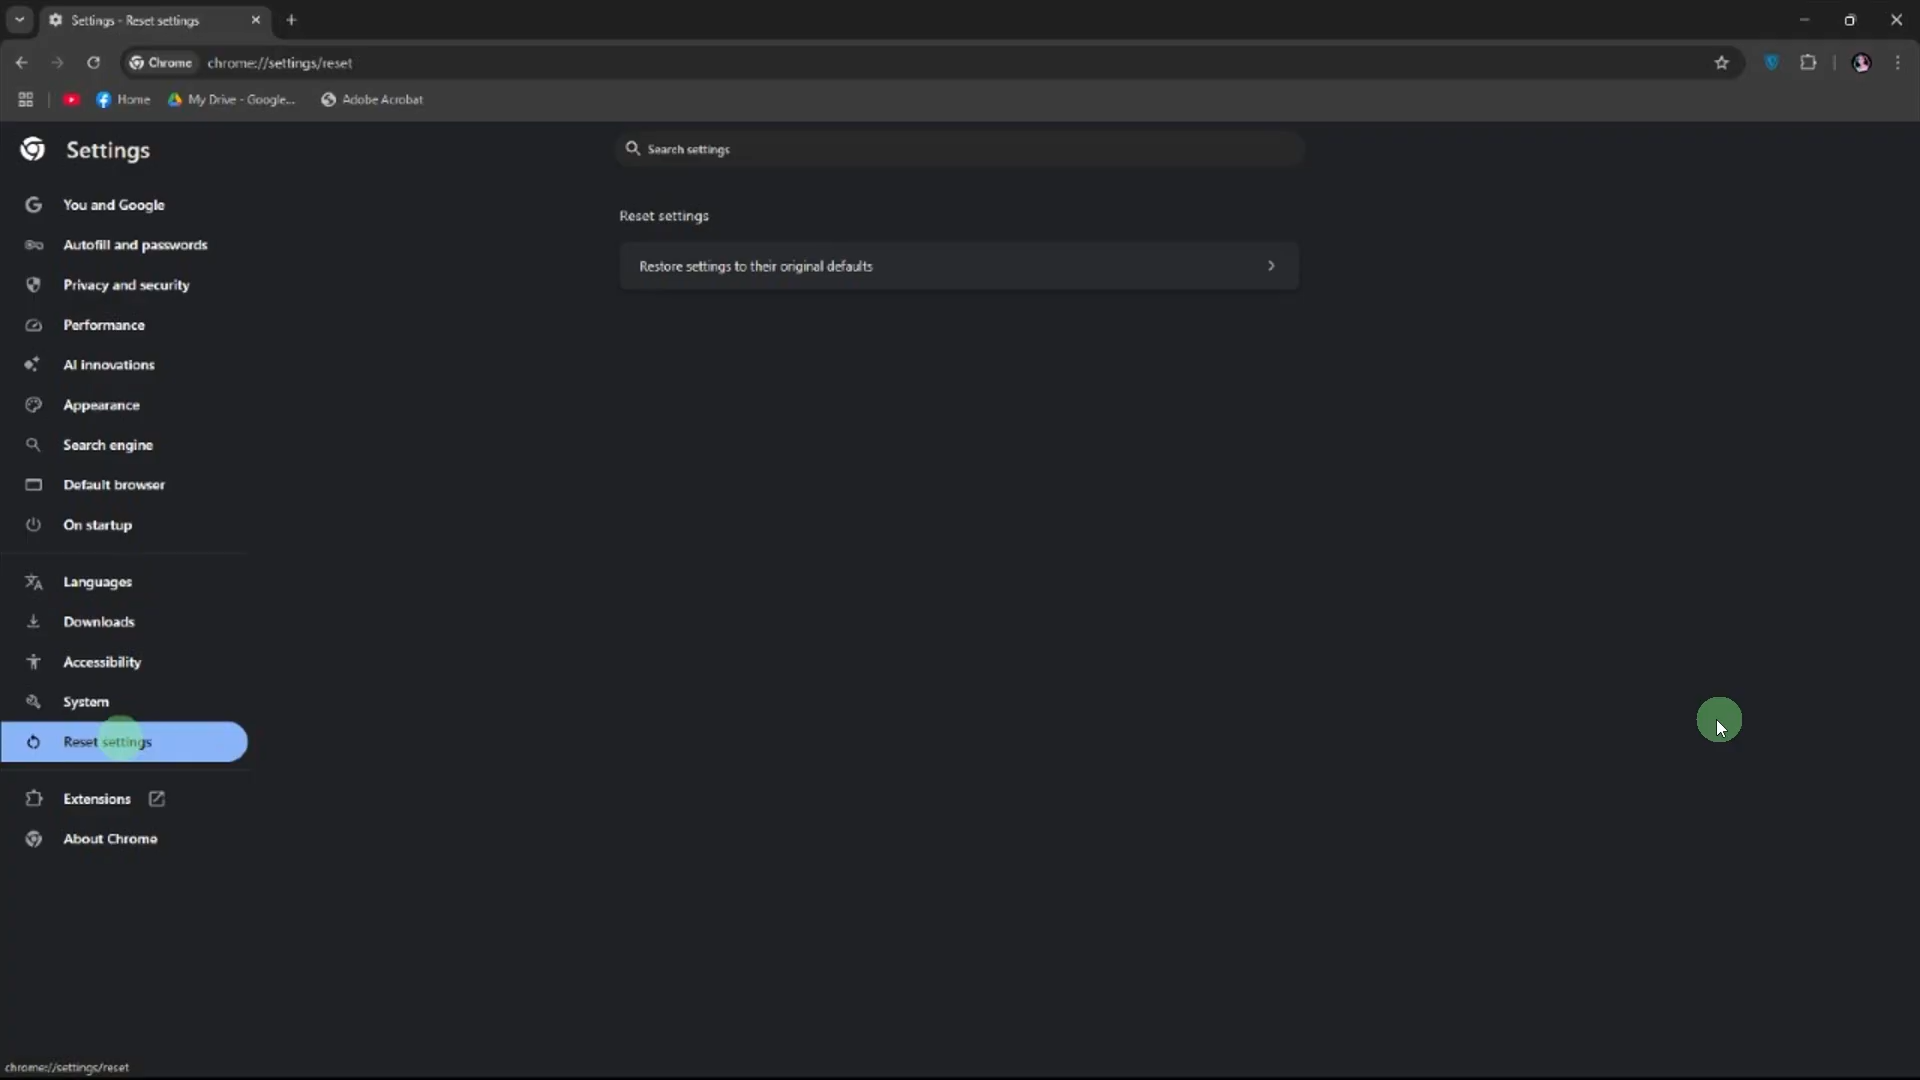 Settings - Reset settings
Chrome chrome://settings/reset
Home My Drive - Google... Adobe Acrobat
Settings
Search settings
You and Google
Autofill and passwords
Privacy and security
Performance
AI innovations
Appearance
Search engine
Default browser
On startup
Languages
Downloads
Accessibility
System
Reset settings
Extensions
About Chrome
Reset settings
Restore settings to their original defaults
chrome://settings/reset